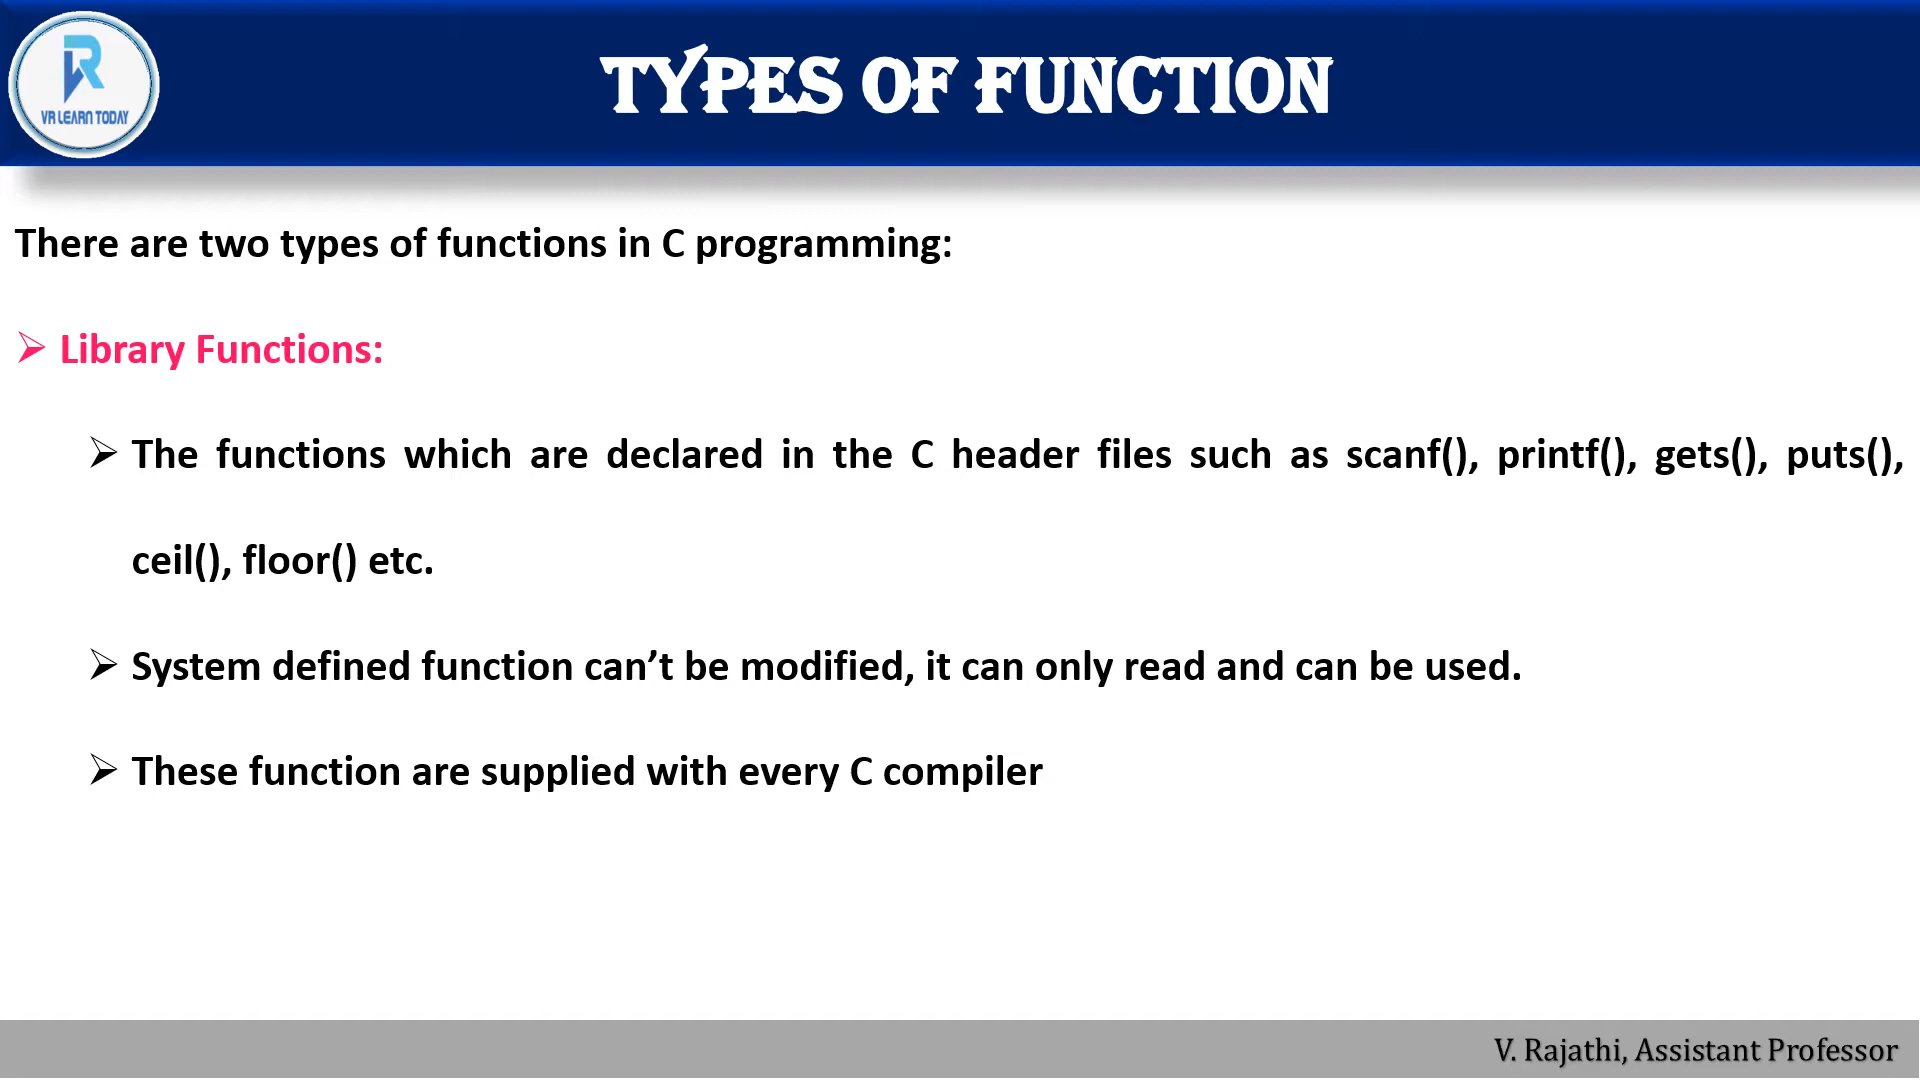 VR LEARN TODAY
TYPES OF FUNCTION
There are two types of functions in C programming:
➢ Library Functions:
➢ The functions which are declared in the C header files such as scanf(), printf(), gets(), puts(),
ceil(), floor() etc.
➢ System defined function can’t be modified, it can only read and can be used.
➢ These function are supplied with every C compiler
V. Rajathi, Assistant Professor